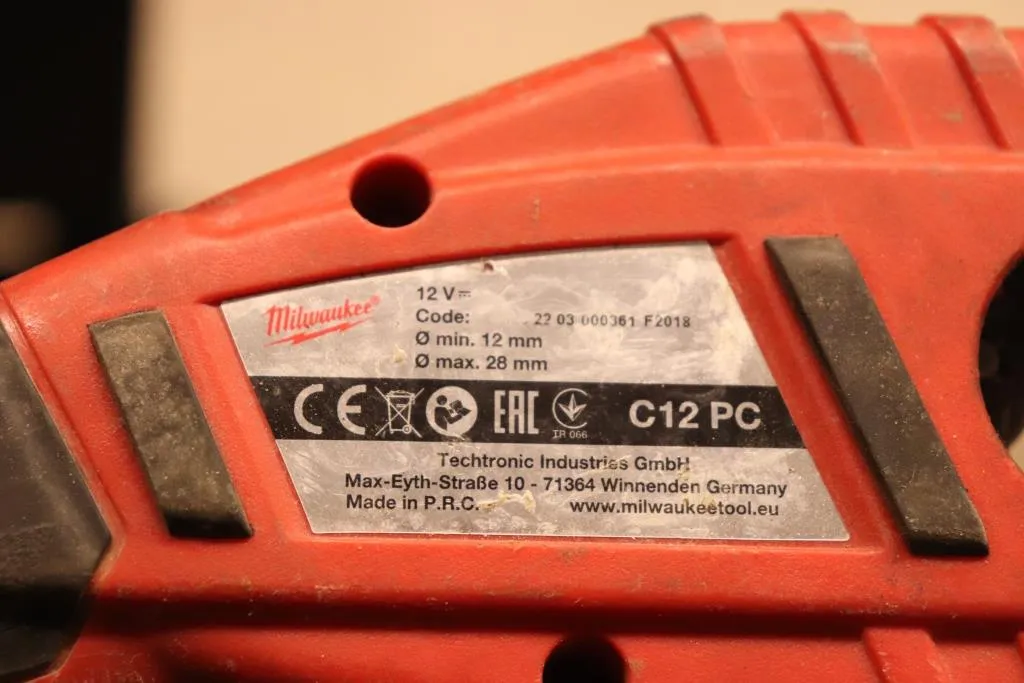 Milwaukee®
12 V
Code: 22 03 000361 F2018
Ø min. 12 mm
Ø max. 28 mm
CE EAC C12 PC
TR 066
Techtronic Industries GmbH
Max-Eyth-Straße 10 - 71364 Winnenden Germany
Made in P.R.C. www.milwaukeetool.eu